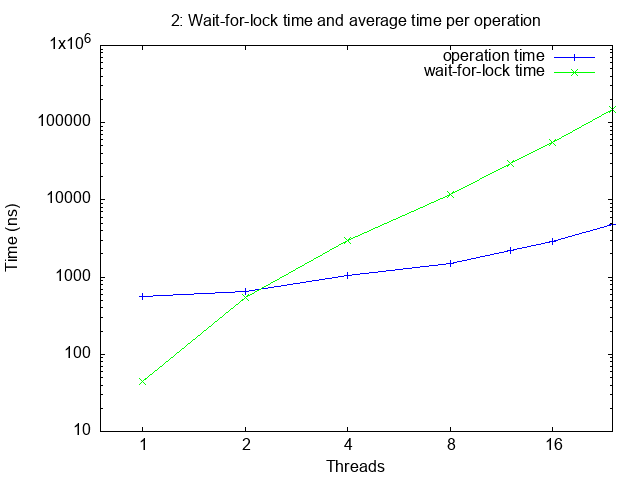 2: Wait-for-lock time and average time per operation
1x10^6
operation time
wait-for-lock time
100000
10000
Time (ns)
1000
100
10
1 2 4 8 16
Threads